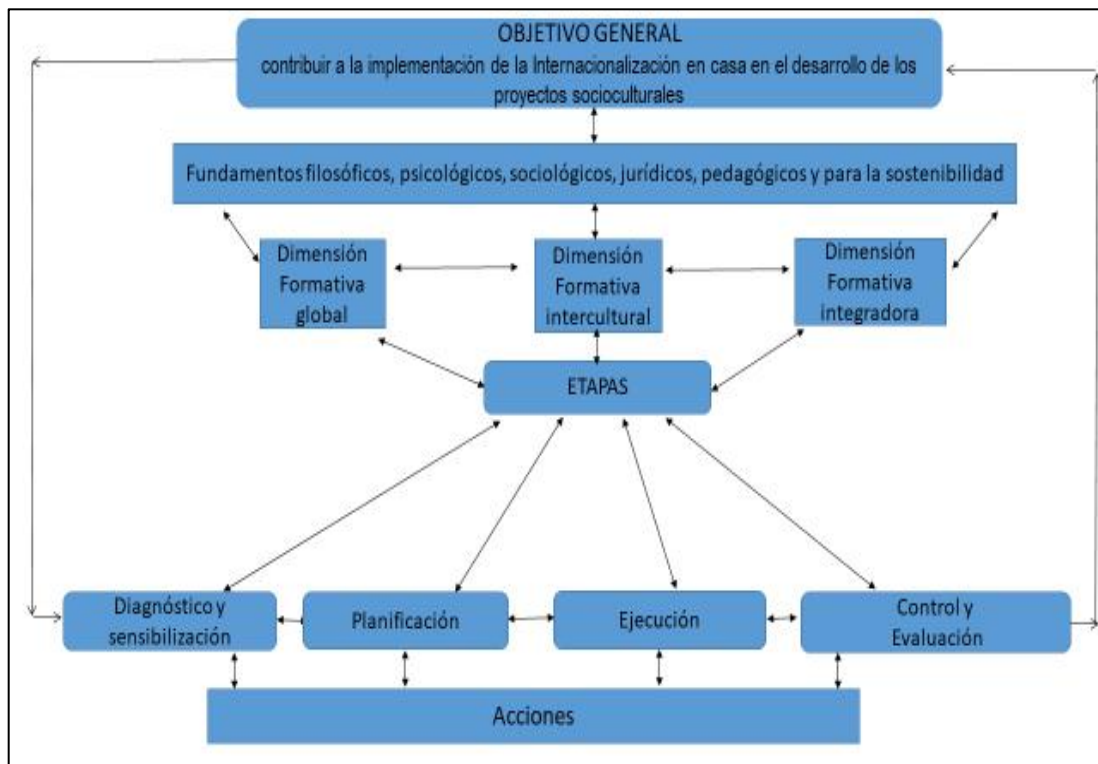 OBJETIVO GENERAL
contribuir a la implementación de la Internacionalización en casa en el desarrollo de los
proyectos socioculturales
Fundamentos filosóficos, psicológicos, sociológicos, jurídicos, pedagógicos y para la sostenibilidad
Dimensión
Formativa
global
Dimensión
Formativa
intercultural
Dimensión
Formativa
integradora
ETAPAS
Diagnóstico y
sensibilización
Planificación
Ejecución
Control y
Evaluación
Acciones